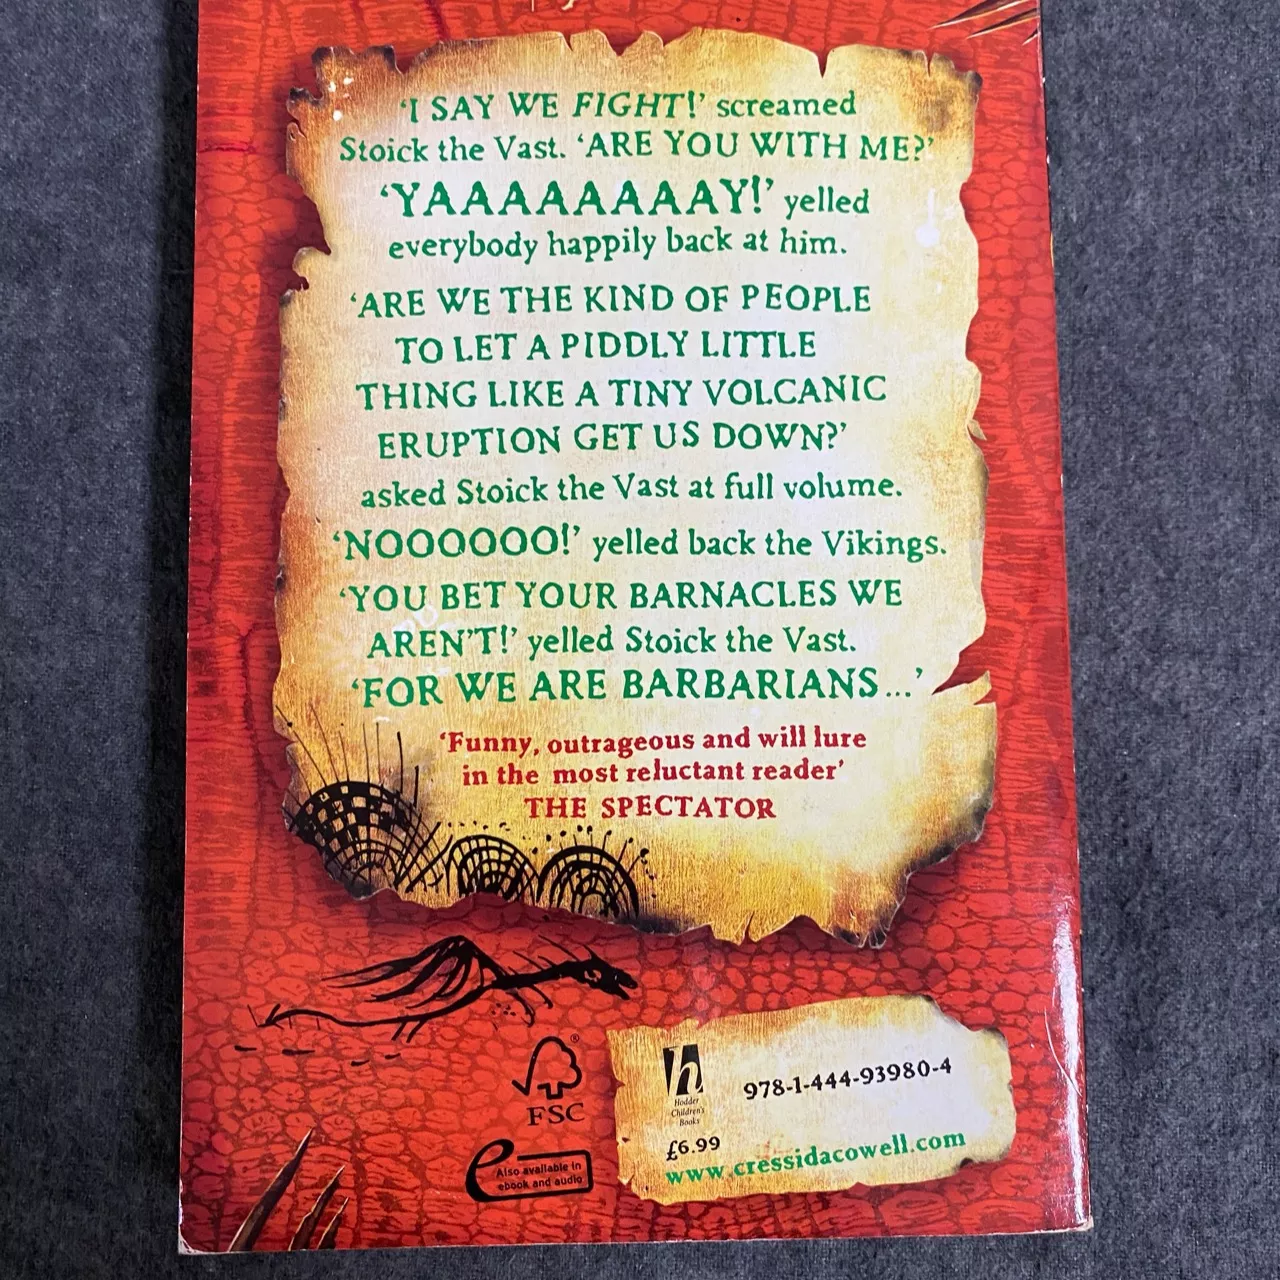 ‘I SAY WE FIGHT!’ screamed
Stoick the Vast. ‘ARE YOU WITH ME?’
‘YAAAAAAAAAY!’ yelled
everybody happily back at him.
‘ARE WE THE KIND OF PEOPLE
TO LET A PIDDLY LITTLE
THING LIKE A TINY VOLCANIC
ERUPTION GET US DOWN?’
asked Stoick the Vast at full volume.
‘NOOOOOO!’ yelled back the Vikings.
‘YOU BET YOUR BARNACLES WE
AREN'T!’ yelled Stoick the Vast.
‘FOR WE ARE BARBARIANS...’
‘Funny, outrageous and will lure
in the most reluctant reader’
THE SPECTATOR
®
FSC
h
Hodder
Children's
Books
978-1-444-93980-4
£6.99
www.cressidacowell.com
e
Also available in
ebook and audio